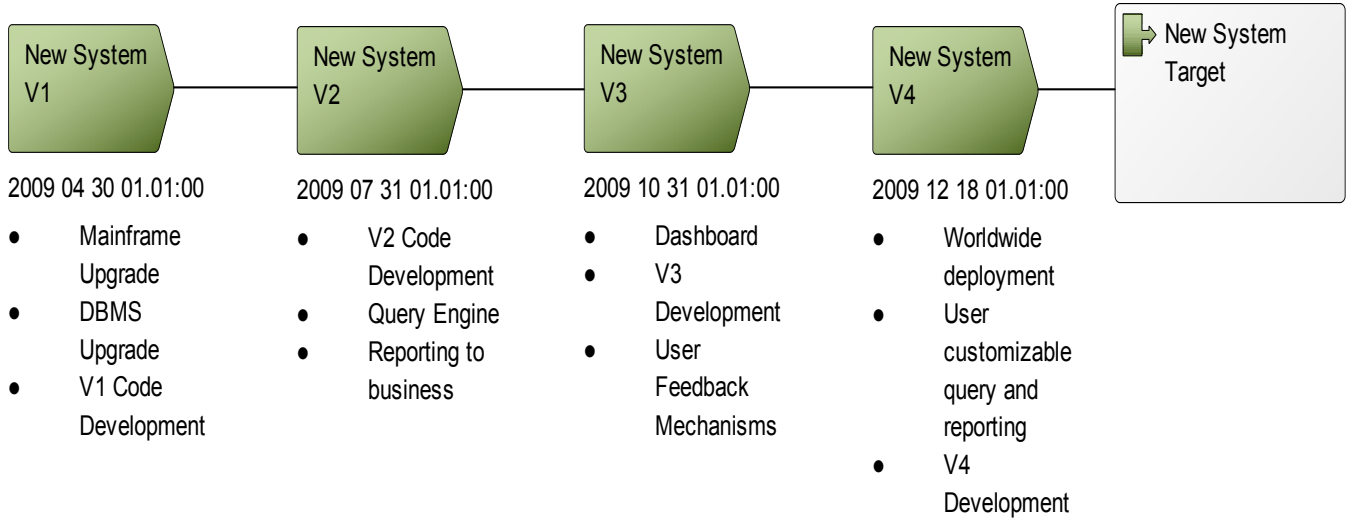 New System
V1
2009 04 30 01.01:00
● Mainframe
Upgrade
● DBMS
Upgrade
● V1 Code
Development
New System
V2
2009 07 31 01.01:00
● V2 Code
Development
● Query Engine
● Reporting to
business
New System
V3
2009 10 31 01.01:00
● Dashboard
● V3
Development
● User
Feedback
Mechanisms
New System
V4
2009 12 18 01.01:00
● Worldwide
deployment
● User
customizable
query and
reporting
● V4
Development
New System
Target